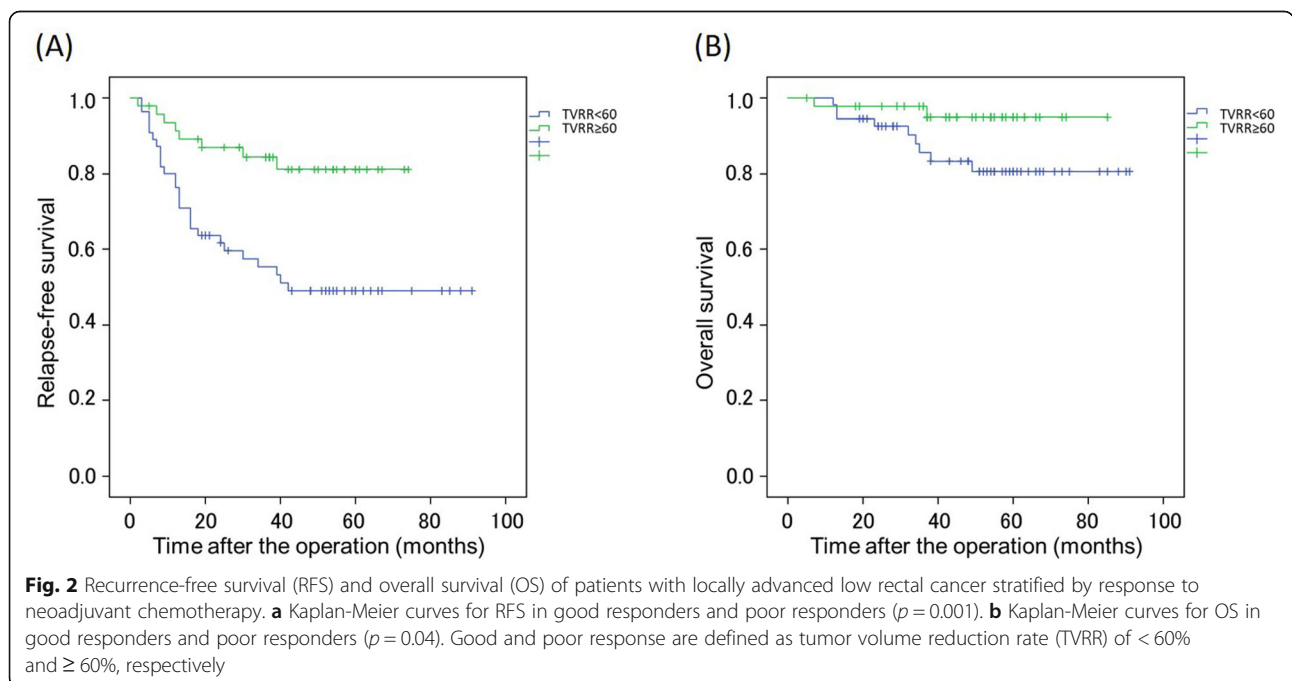 (A)
1.0
0.8
0.6
0.4
0.2
0.0
Relapse-free survival
0 20 40 60 80 100
Time after the operation (months)
TVRR<60
TVRR≥60
(B)
1.0
0.8
0.6
0.4
0.2
0.0
Overall survival
0 20 40 60 80 100
Time after the operation (months)
TVRR<60
TVRR≥60
Fig. 2 Recurrence-free survival (RFS) and overall survival (OS) of patients with locally advanced low rectal cancer stratified by response to
neoadjuvant chemotherapy. a Kaplan-Meier curves for RFS in good responders and poor responders (p = 0.001). b Kaplan-Meier curves for OS in
good responders and poor responders (p = 0.04). Good and poor response are defined as tumor volume reduction rate (TVRR) of < 60%
and ≥ 60%, respectively